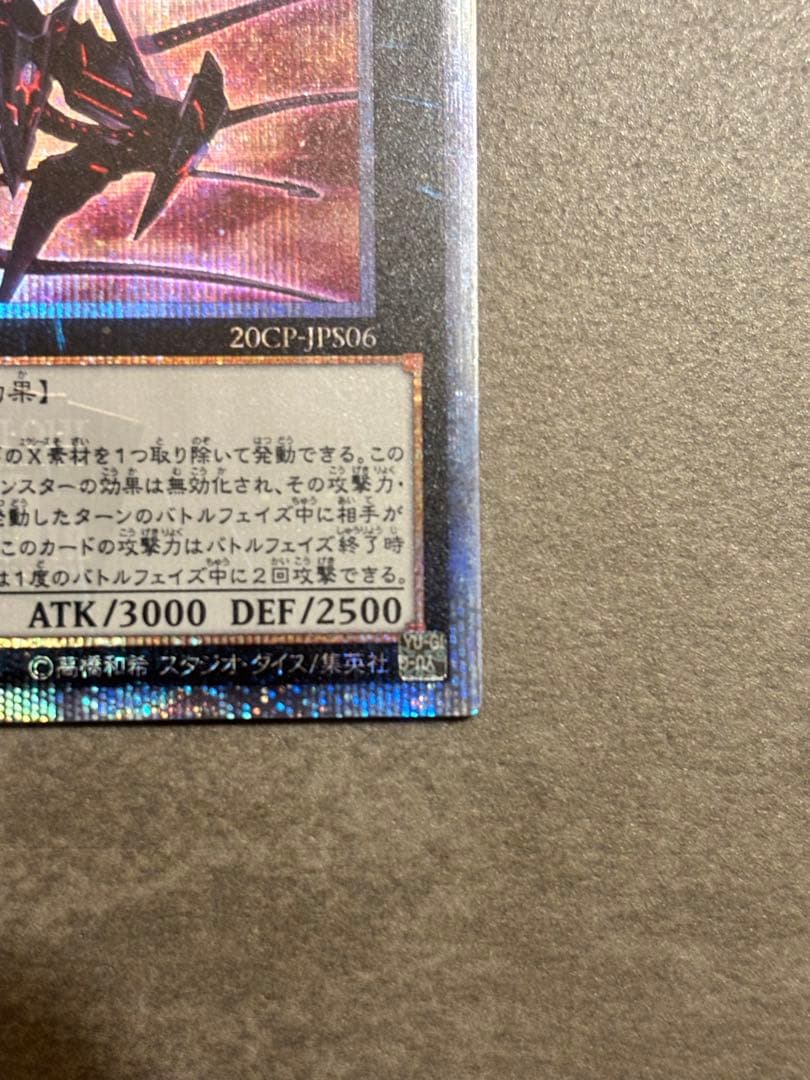 20CP-JPS06
果】
のX素材を1つ取り除いて発動できる。この
ンスターの効果は無効化され、その攻撃力・
動したターンのバトルフェイズ中に相手が
このカードの攻撃力はバトルフェイズ終了時
は1度のバトルフェイズ中に2回攻撃できる。
ATK/3000 DEF/2500
©高橋和希 スタジオ・ダイス/集英社
YU-GI